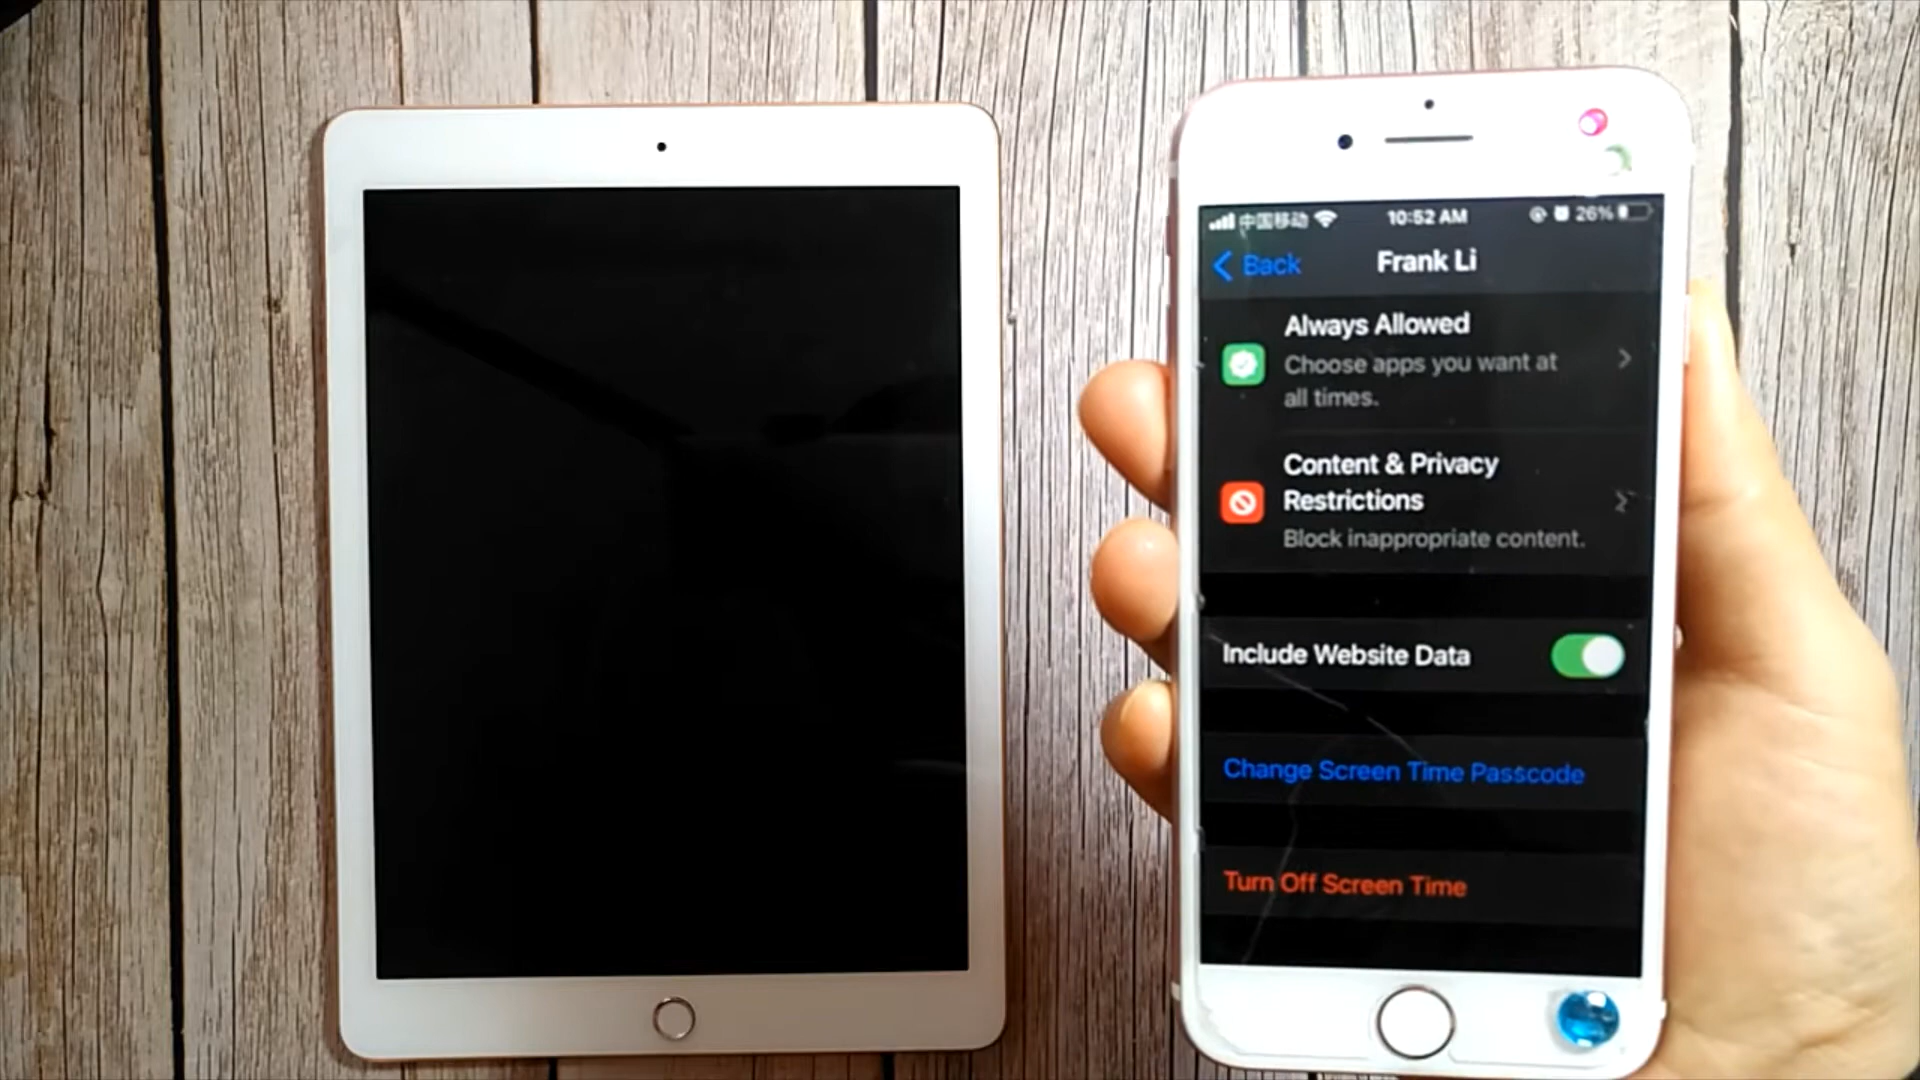 中国移动 10:52 AM 26%
Back Frank Li
Always Allowed
Choose apps you want at
all times.
Content & Privacy
Restrictions
Block inappropriate content.
Include Website Data
Change Screen Time Passcode
Turn Off Screen Time